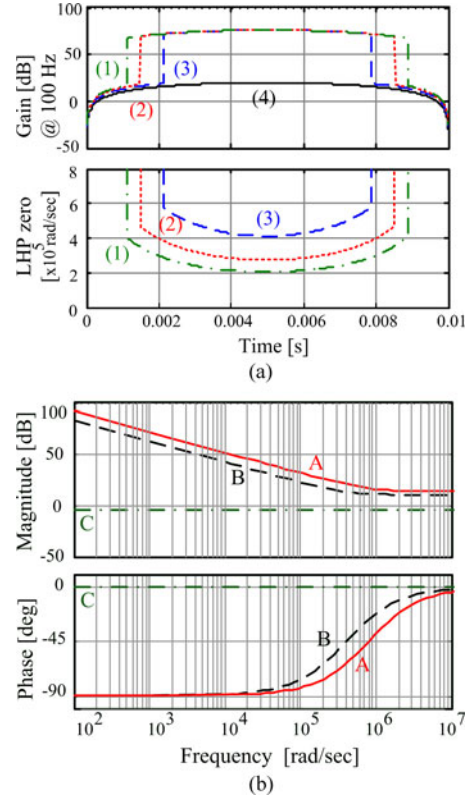 100
50
0
-50
Gain [dB]
@ 100 Hz
(1)
(2)
(3)
(4)
8
6
4
2
0
LHP zero
[x10⁵ rad/sec]
(1)
(2)
(3)
0 0.002 0.004 0.006 0.008 0.01
Time [s]
(a)
100
50
0
-50
Magnitude [dB]
A
B
C
0
-45
-90
Phase [deg]
C
B
A
10² 10³ 10⁴ 10⁵ 10⁶ 10⁷
Frequency [rad/sec]
(b)